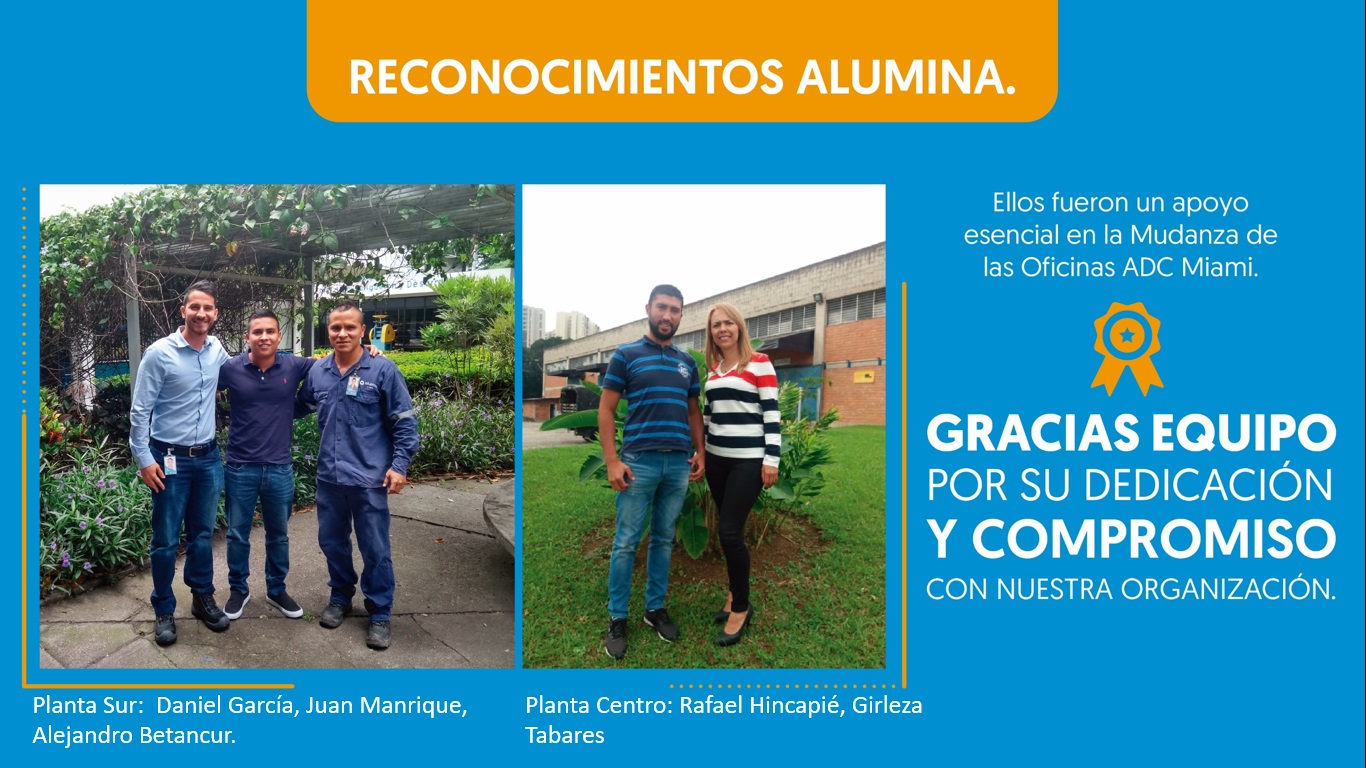 RECONOCIMIENTOS ALUMINA.
Ellos fueron un apoyo
esencial en la Mudanza de
las Oficinas ADC Miami.
GRACIAS EQUIPO
POR SU DEDICACIÓN
Y COMPROMISO
CON NUESTRA ORGANIZACIÓN.
Planta Sur:  Daniel García, Juan Manrique,
Alejandro Betancur.
Planta Centro: Rafael Hincapié, Girleza
Tabares